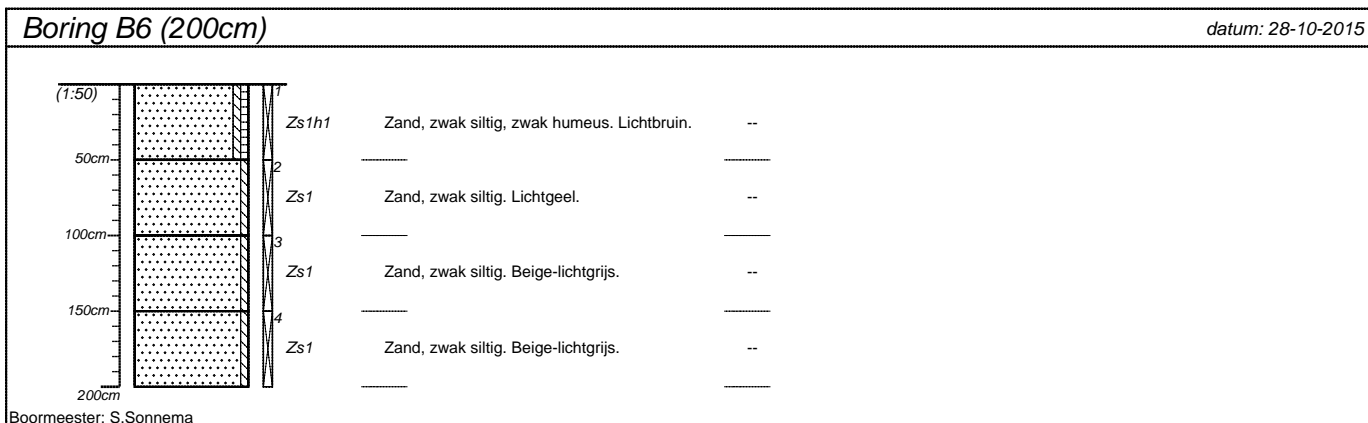 Boring B6 (200cm) datum: 28-10-2015
(1:50)
1
Zs1h1 Zand, zwak siltig, zwak humeus. Lichtbruin. --
50cm
2
Zs1 Zand, zwak siltig. Lichtgeel. --
100cm
3
Zs1 Zand, zwak siltig. Beige-lichtgrijs. --
150cm
4
Zs1 Zand, zwak siltig. Beige-lichtgrijs. --
200cm
Boormeester: S.Sonnema